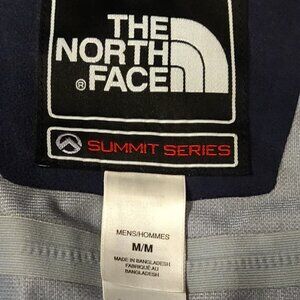 THE
NORTH
FACE
®
SUMMIT SERIES
MENS/HOMMES
M/M
MADE IN BANGLADESH
FABRIQUÉ AU
BANGLADESH